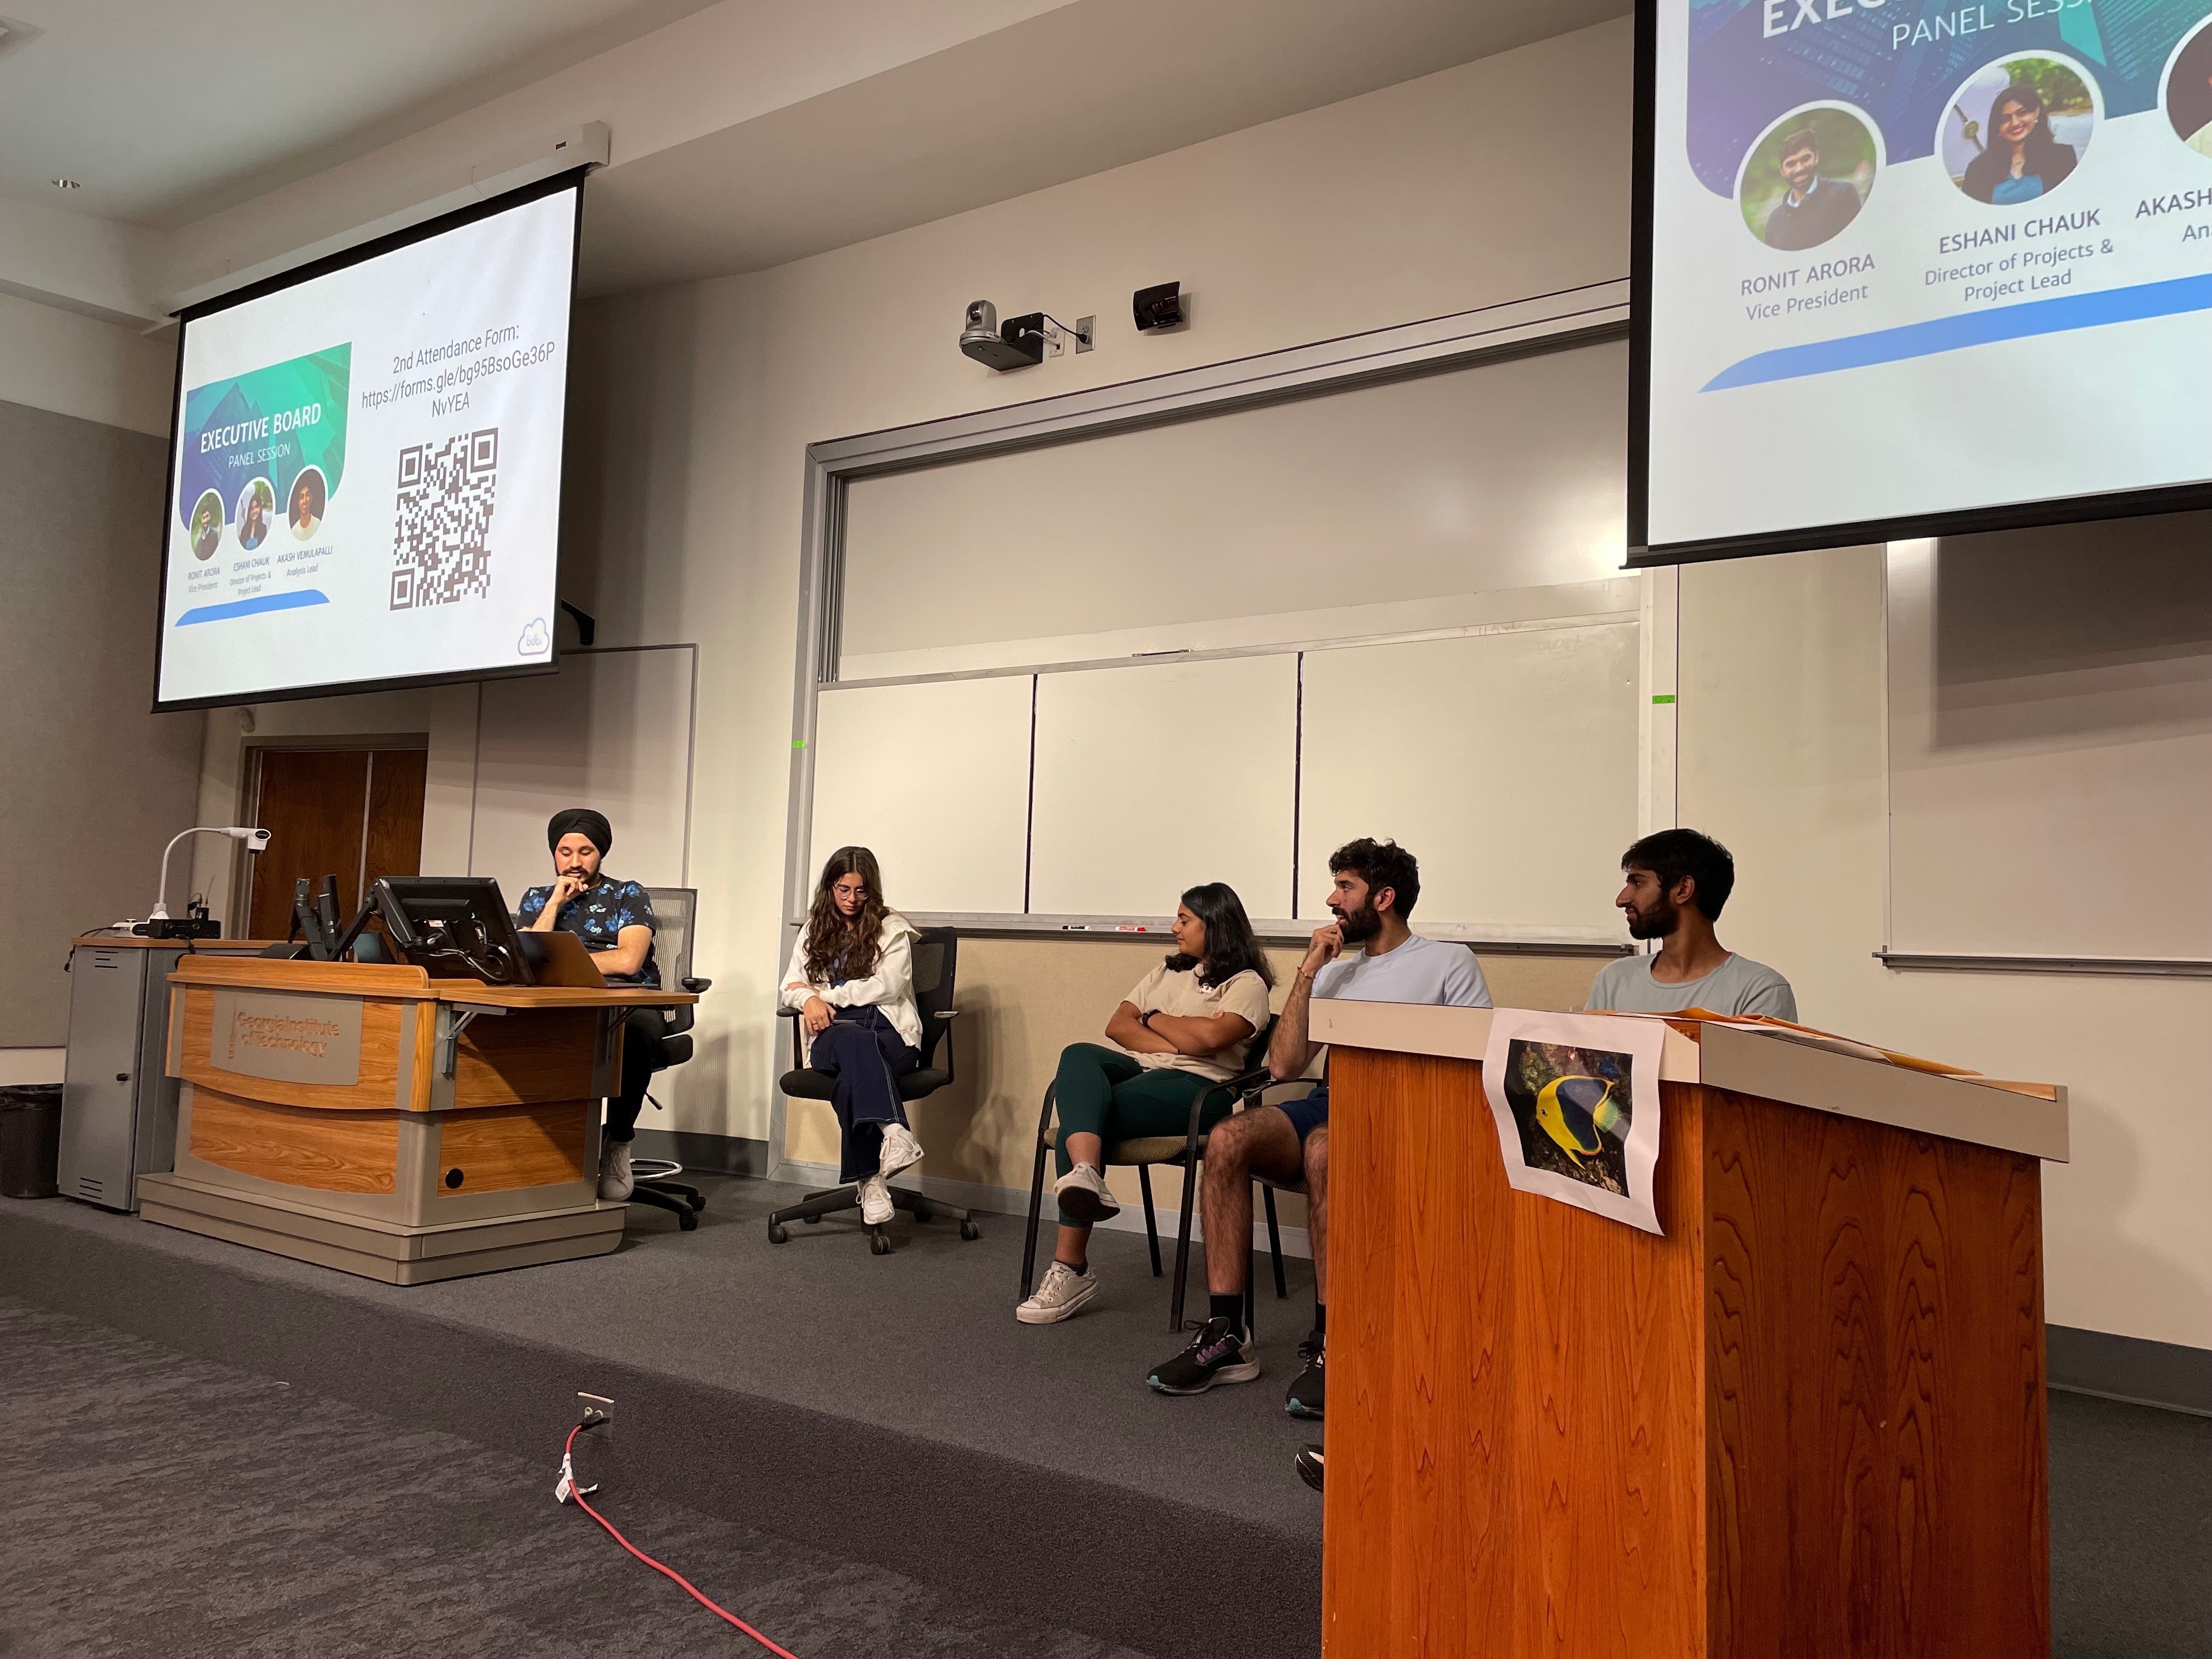 2nd Attendance Form:
https://forms.gle/bg95BsoGe36P
NvYEA
EXECUTIVE BOARD
PANEL SESSION
RONIT ARORA
Vice President
ESHANI CHAUK
Director of Projects &
Project Lead
AKASH VEMULAPALLI
Analysis Lead
bdbi
PANEL SESS
RONIT ARORA
Vice President
ESHANI CHAUK
Director of Projects &
Project Lead
AKASH
Georgia Institute
of Technology